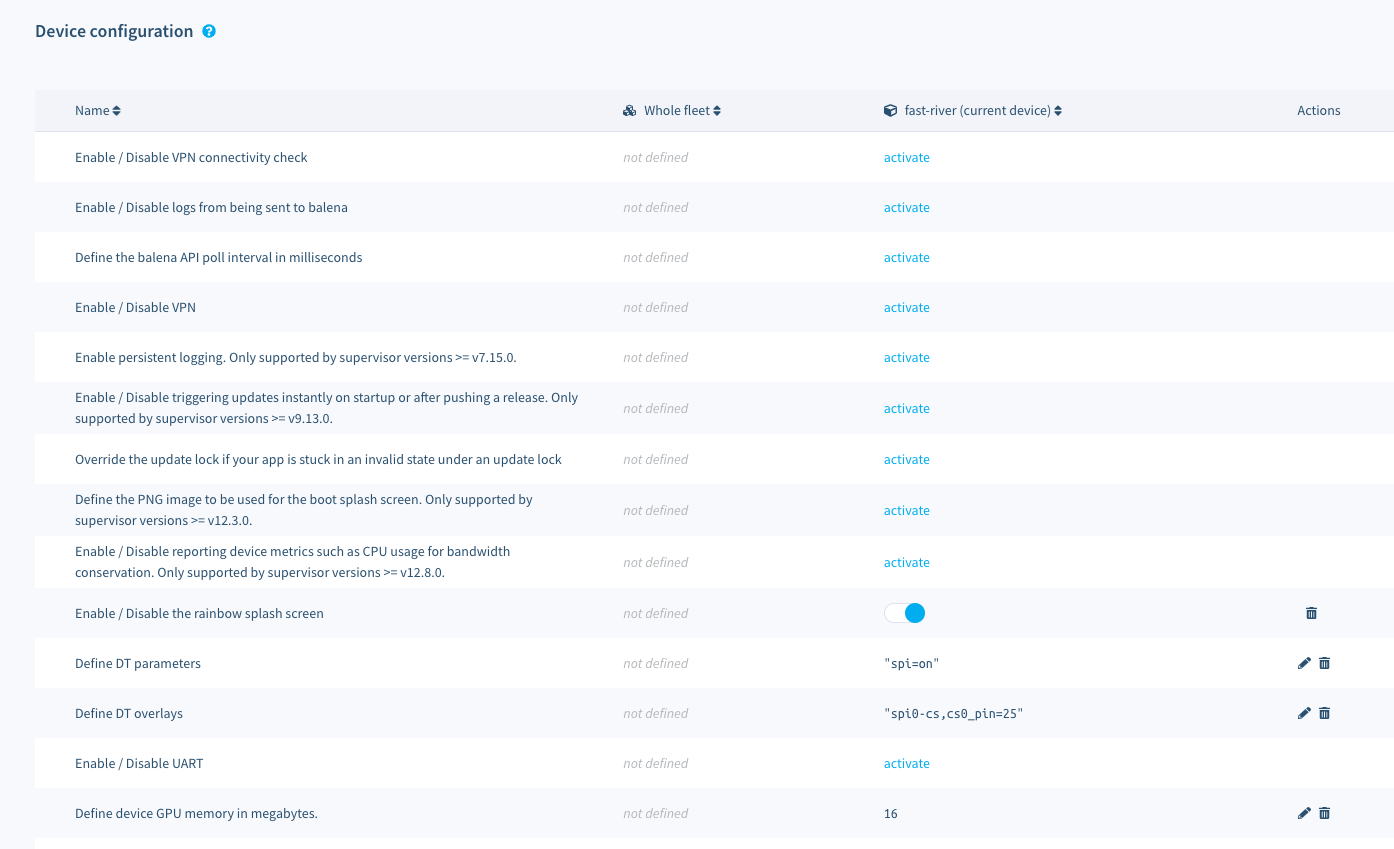 Device configuration ?
Name Whole fleet fast-river (current device) Actions
Enable / Disable VPN connectivity check not defined activate
Enable / Disable logs from being sent to balena not defined activate
Define the balena API poll interval in milliseconds not defined activate
Enable / Disable VPN not defined activate
Enable persistent logging. Only supported by supervisor versions >= v7.15.0. not defined activate
Enable / Disable triggering updates instantly on startup or after pushing a release. Only
supported by supervisor versions >= v9.13.0. not defined activate
Override the update lock if your app is stuck in an invalid state under an update lock not defined activate
Define the PNG image to be used for the boot splash screen. Only supported by
supervisor versions >= v12.3.0. not defined activate
Enable / Disable reporting device metrics such as CPU usage for bandwidth
conservation. Only supported by supervisor versions >= v12.8.0. not defined activate
Enable / Disable the rainbow splash screen not defined
Define DT parameters not defined "spi=on"
Define DT overlays not defined "spi0-cs,cs0_pin=25"
Enable / Disable UART not defined activate
Define device GPU memory in megabytes. not defined 16